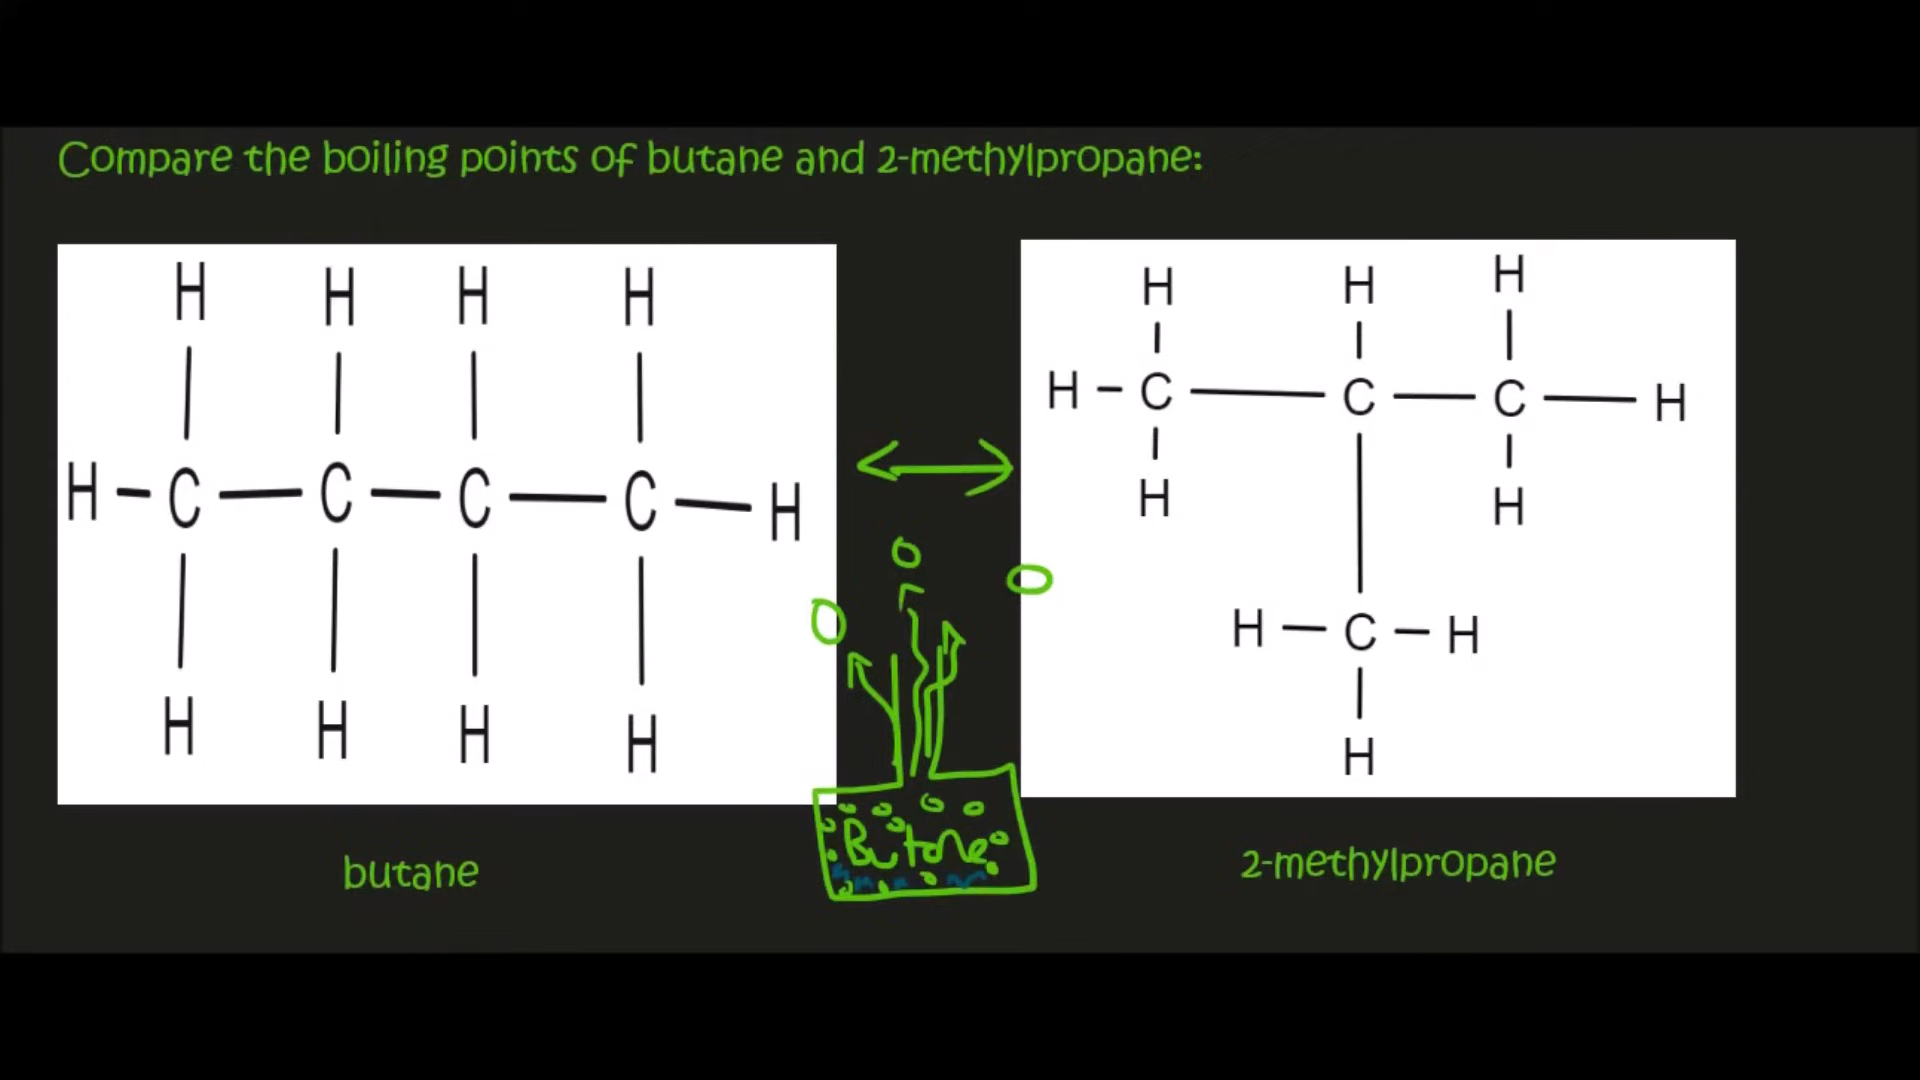 Compare the boiling points of butane and 2-methylpropane:
H H H H
H C C C C H
H H H H
H H H
H C C C H
H H
H C H
H
Butane
butane
2-methylpropane